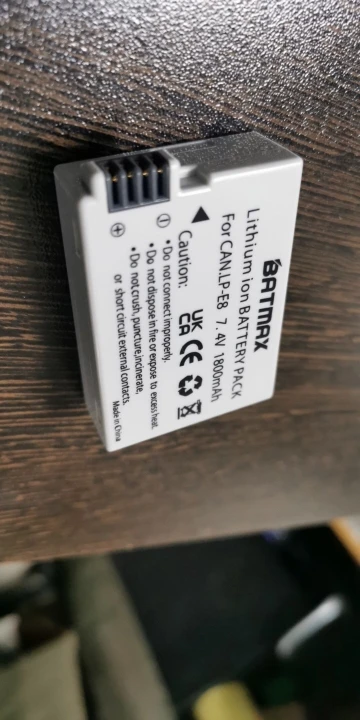 BATMAX
Lithium ion BATTERY PACK
For CAN.LP-E8 7.4V 1800mAh
UK
CA CE
Caution:
•Do not connect improperly.
•Do not dispose in fire or expose to excess heat.
•Do not crush, puncture,incinerate,
or short circuit external contacts.
Made in China